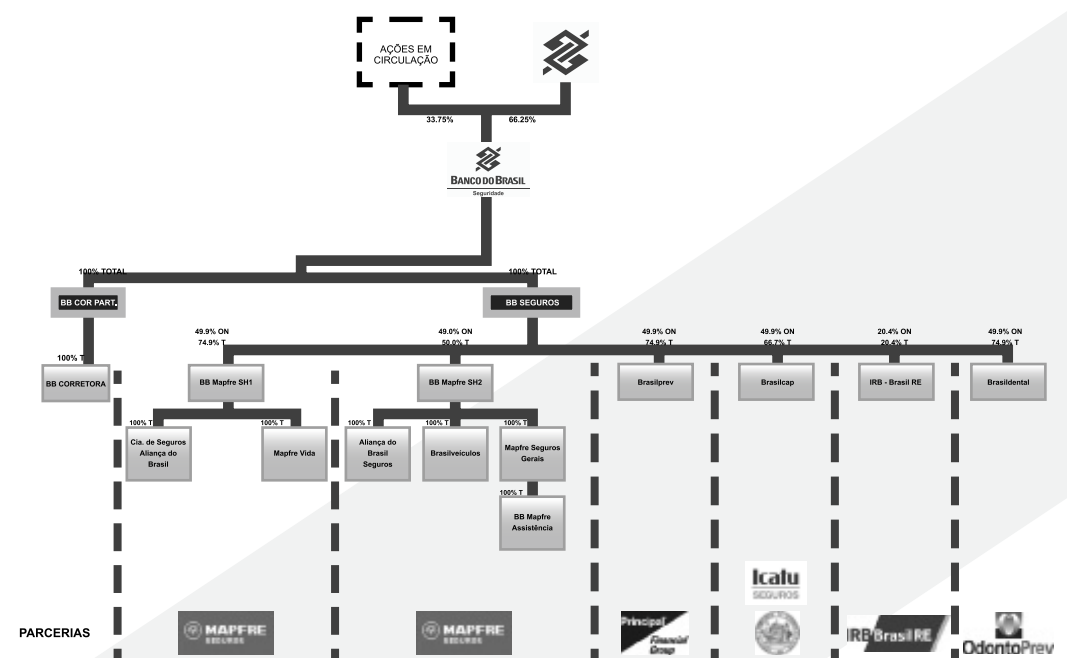 AÇÕES EM
CIRCULAÇÃO
33.75%
66.25%
BANCO DO BRASIL
Seguridade
100% TOTAL
100% TOTAL
BB COR PART.
BB SEGUROS
49.9% ON
74.9% T
49.0% ON
50.0% T
49.9% ON
74.9% T
49.9% ON
66.7% T
20.4% ON
20.4% T
49.9% ON
74.9% T
100% T
BB CORRETORA
BB Mapfre SH1
BB Mapfre SH2
Brasilprev
Brasilcap
IRB - Brasil RE
Brasildental
100% T
100% T
100% T
100% T
100% T
Cia. de Seguros
Aliança do
Brasil
Mapfre Vida
Aliança do
Brasil
Seguros
Brasilveículos
Mapfre Seguros
Gerais
100% T
BB Mapfre
Assistência
PARCERIAS
MAPFRE
SEGUROS
MAPFRE
SEGUROS
Principal
Financial
Group
Icatu
SEGUROS
IRB Brasil RE
OdontoPrev